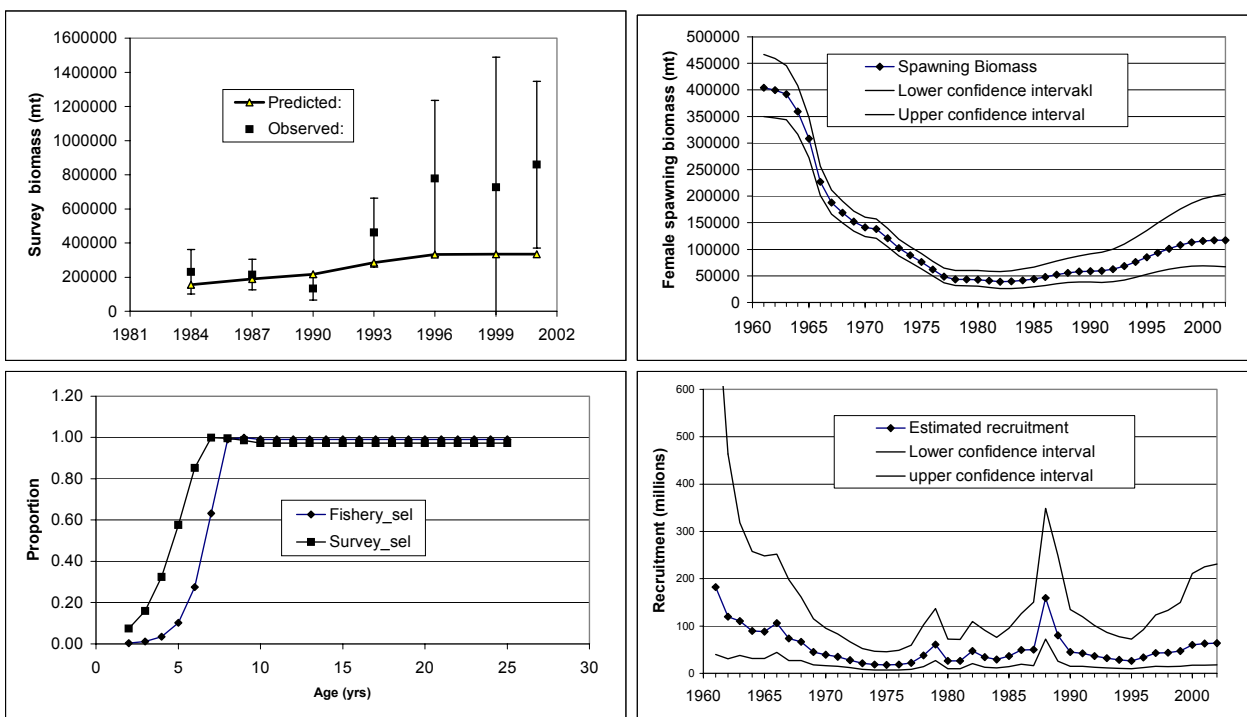 Survey biomass (mt)
1600000
1400000
1200000
1000000
800000
600000
400000
200000
0
1981 1984 1987 1990 1993 1996 1999 2002
Predicted:
Observed:
Female spawning biomass (mt)
500000
450000
400000
350000
300000
250000
200000
150000
100000
50000
0
1960 1965 1970 1975 1980 1985 1990 1995 2000
Spawning Biomass
Lower confidence intervakl
Upper confidence interval
Proportion
1.20
1.00
0.80
0.60
0.40
0.20
0.00
0 5 10 15 20 25 30
Age (yrs)
Fishery_sel
Survey_sel
Recruitment (millions)
600
500
400
300
200
100
0
1960 1965 1970 1975 1980 1985 1990 1995 2000
Estimated recruitment
Lower confidence interval
upper confidence interval